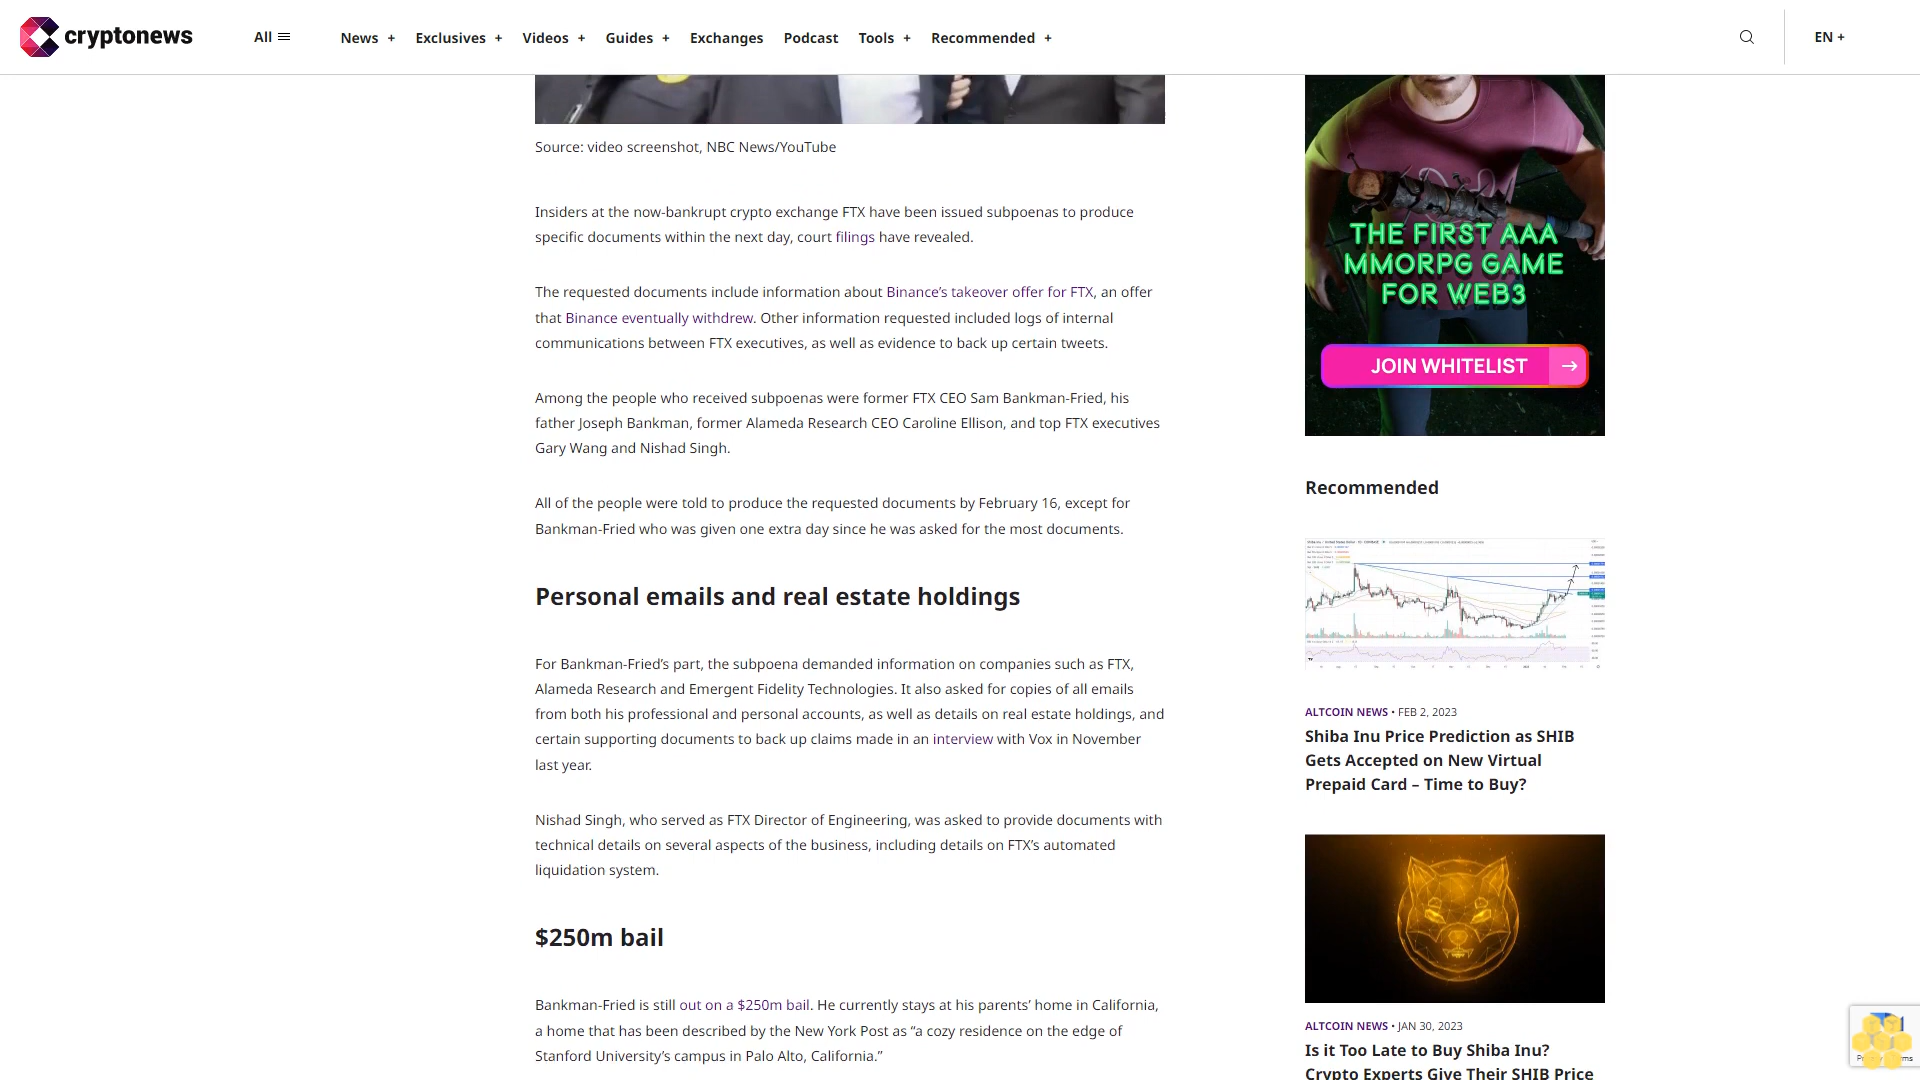 cryptonews
All
News +
Exclusives +
Videos +
Guides +
Exchanges
Podcast
Tools +
Recommended +
EN +
Source: video screenshot, NBC News/YouTube
Insiders at the now-bankrupt crypto exchange FTX have been issued subpoenas to produce
specific documents within the next day, court filings have revealed.
The requested documents include information about Binance’s takeover offer for FTX, an offer
that Binance eventually withdrew. Other information requested included logs of internal
communications between FTX executives, as well as evidence to back up certain tweets.
Among the people who received subpoenas were former FTX CEO Sam Bankman-Fried, his
father Joseph Bankman, former Alameda Research CEO Caroline Ellison, and top FTX executives
Gary Wang and Nishad Singh.
All of the people were told to produce the requested documents by February 16, except for
Bankman-Fried who was given one extra day since he was asked for the most documents.
Personal emails and real estate holdings
For Bankman-Fried’s part, the subpoena demanded information on companies such as FTX,
Alameda Research and Emergent Fidelity Technologies. It also asked for copies of all emails
from both his professional and personal accounts, as well as details on real estate holdings, and
certain supporting documents to back up claims made in an interview with Vox in November
last year.
Nishad Singh, who served as FTX Director of Engineering, was asked to provide documents with
technical details on several aspects of the business, including details on FTX’s automated
liquidation system.
$250m bail
Bankman-Fried is still out on a $250m bail. He currently stays at his parents’ home in California,
a home that has been described by the New York Post as “a cozy residence on the edge of
Stanford University’s campus in Palo Alto, California.”
THE FIRST AAA
MMORPG GAME
FOR WEB3
JOIN WHITELIST
Recommended
ALTCOIN NEWS • FEB 2, 2023
Shiba Inu Price Prediction as SHIB
Gets Accepted on New Virtual
Prepaid Card – Time to Buy?
ALTCOIN NEWS • JAN 30, 2023
Is it Too Late to Buy Shiba Inu?
Crypto Experts Give Their SHIB Price